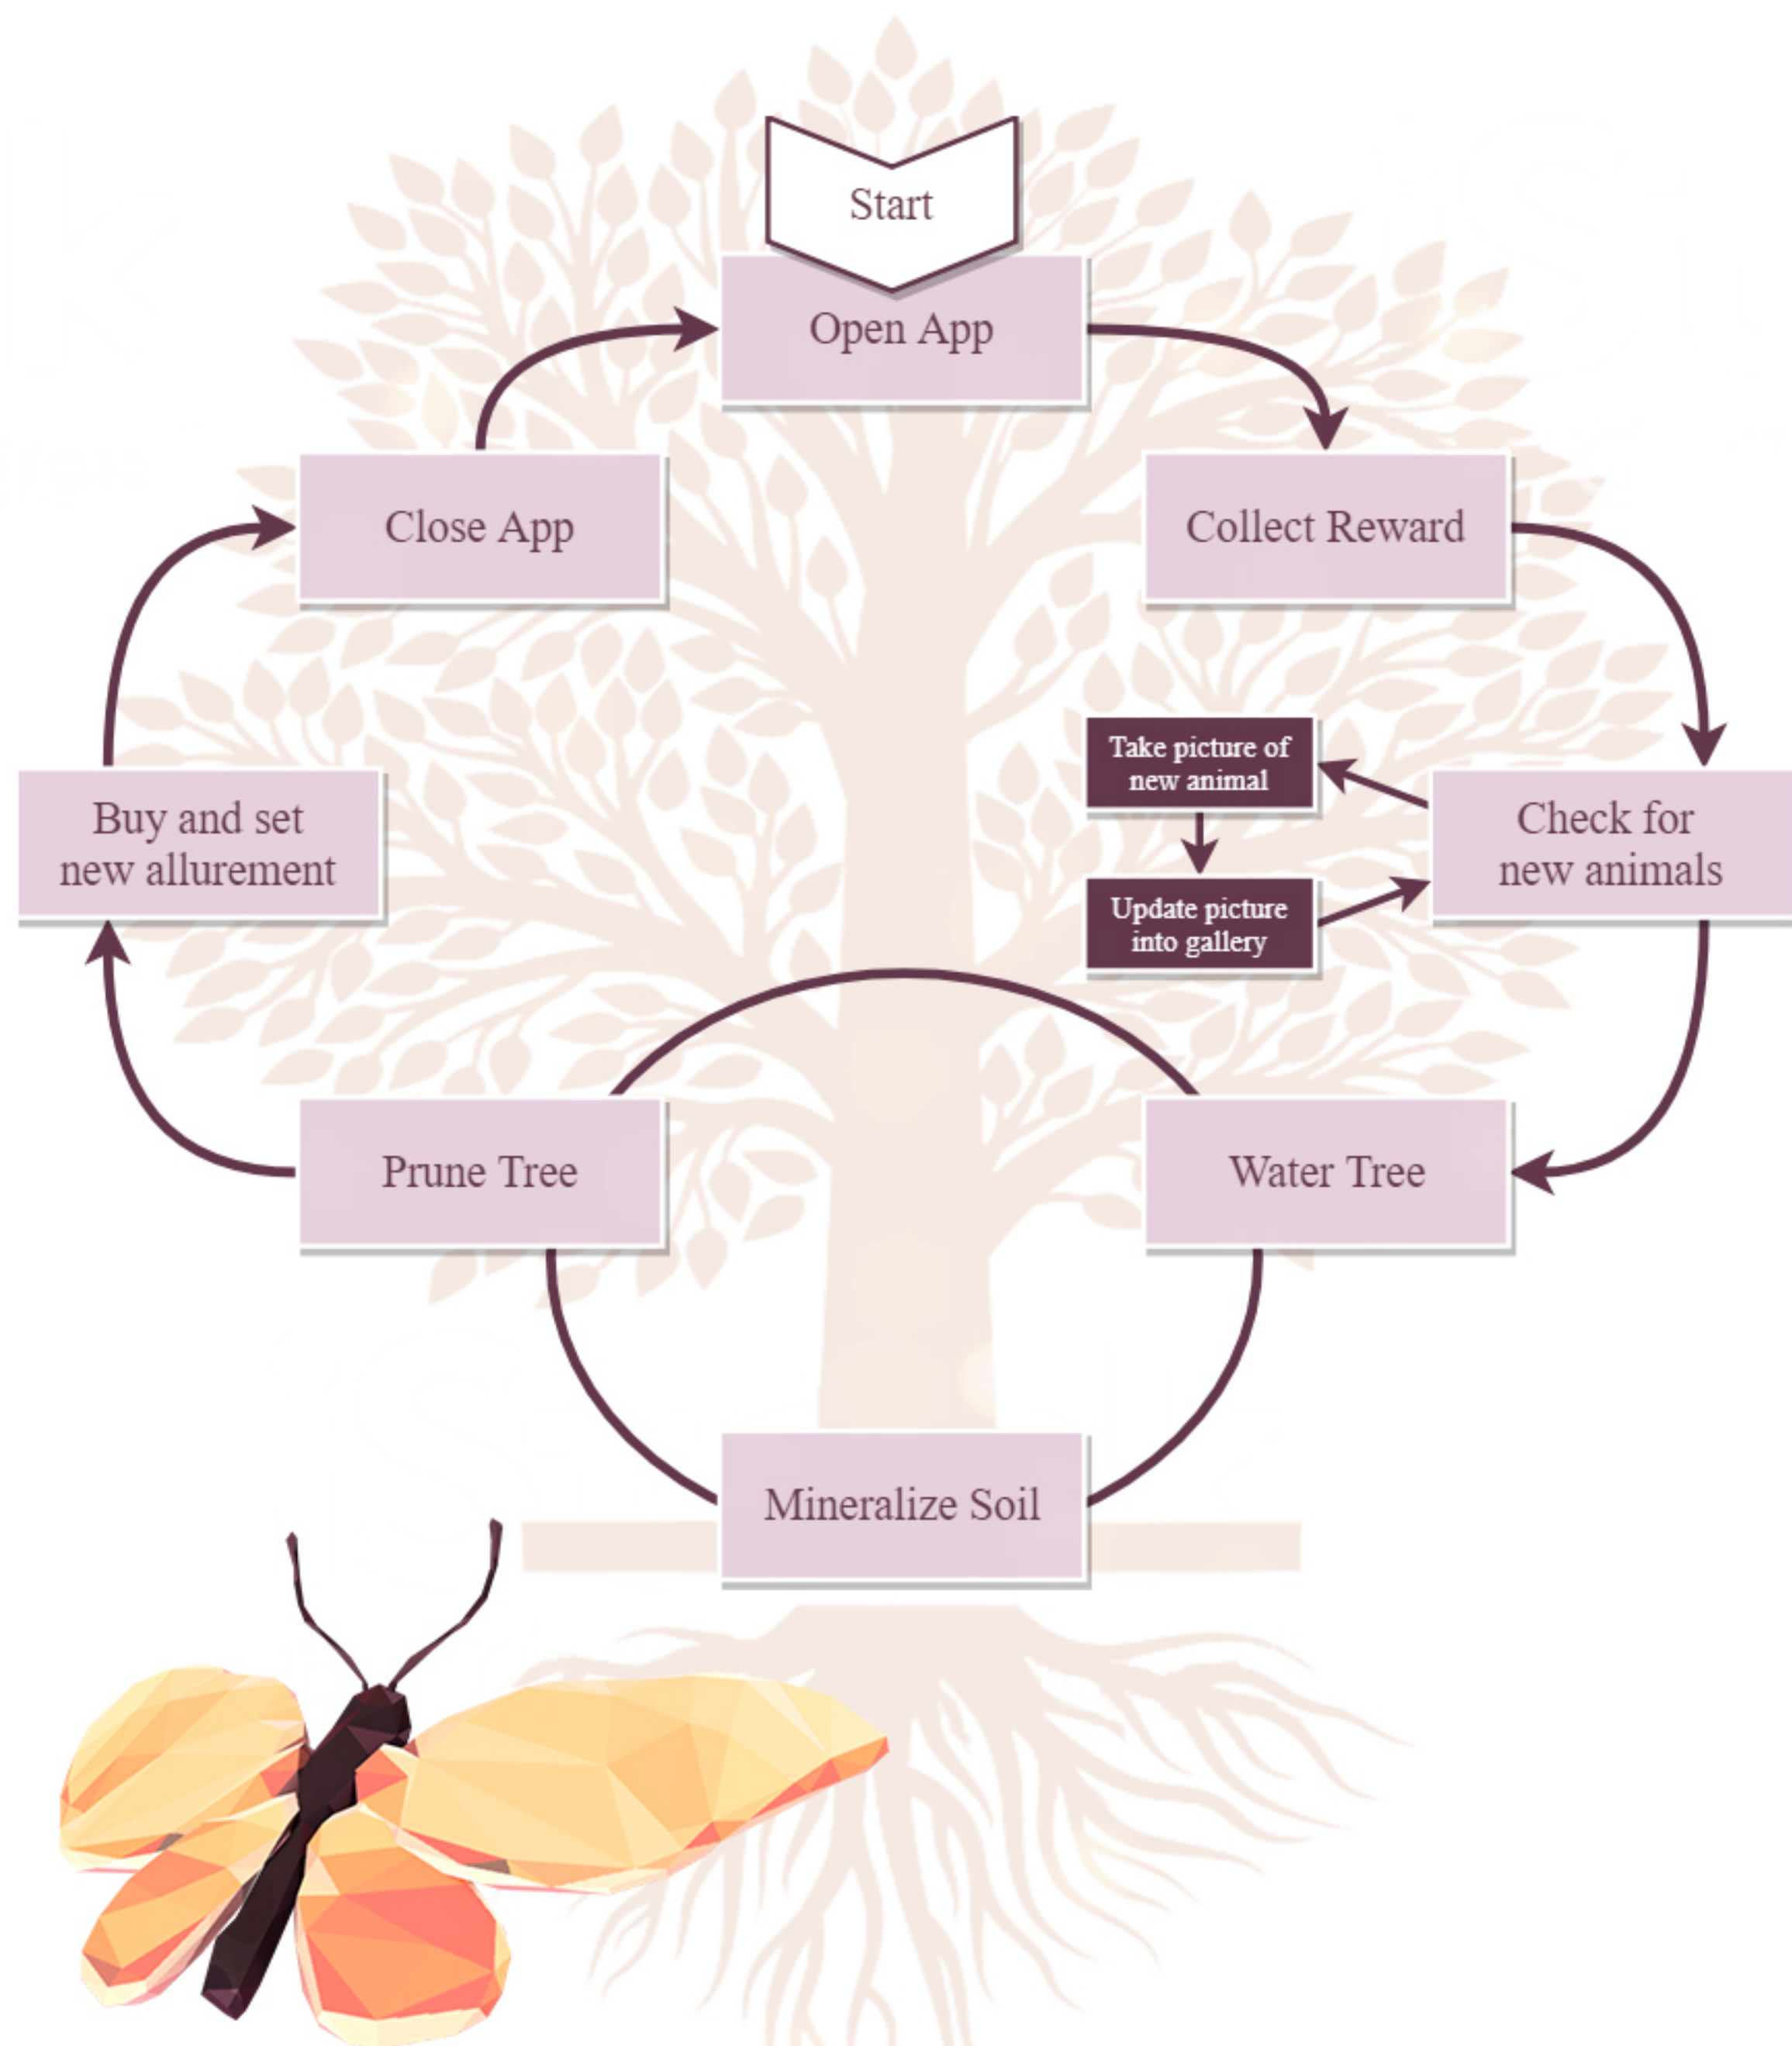 Start
Open App
Close App
Collect Reward
Take picture of
new animal
Buy and set
new allurement
Check for
new animals
Update picture
into gallery
Prune Tree
Water Tree
Mineralize Soil